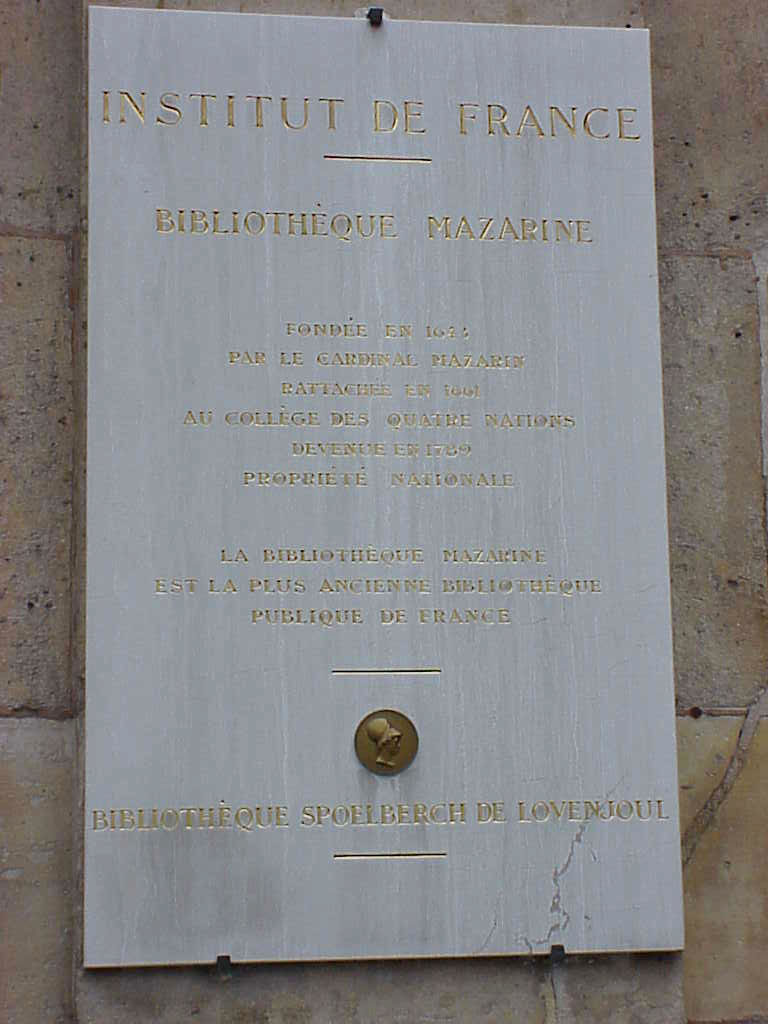 INSTITUT DE FRANCE
BIBLIOTHÈQUE MAZARINE
FONDÉE EN 1643
PAR LE CARDINAL MAZARIN
RATTACHÉE EN 1661
AU COLLÈGE DES QUATRE NATIONS
DEVENUE EN 1789
PROPRIÉTÉ NATIONALE
LA BIBLIOTHÈQUE MAZARINE
EST LA PLUS ANCIENNE BIBLIOTHÈQUE
PUBLIQUE DE FRANCE
BIBLIOTHÈQUE SPOELBERCH DE LOVENJOUL